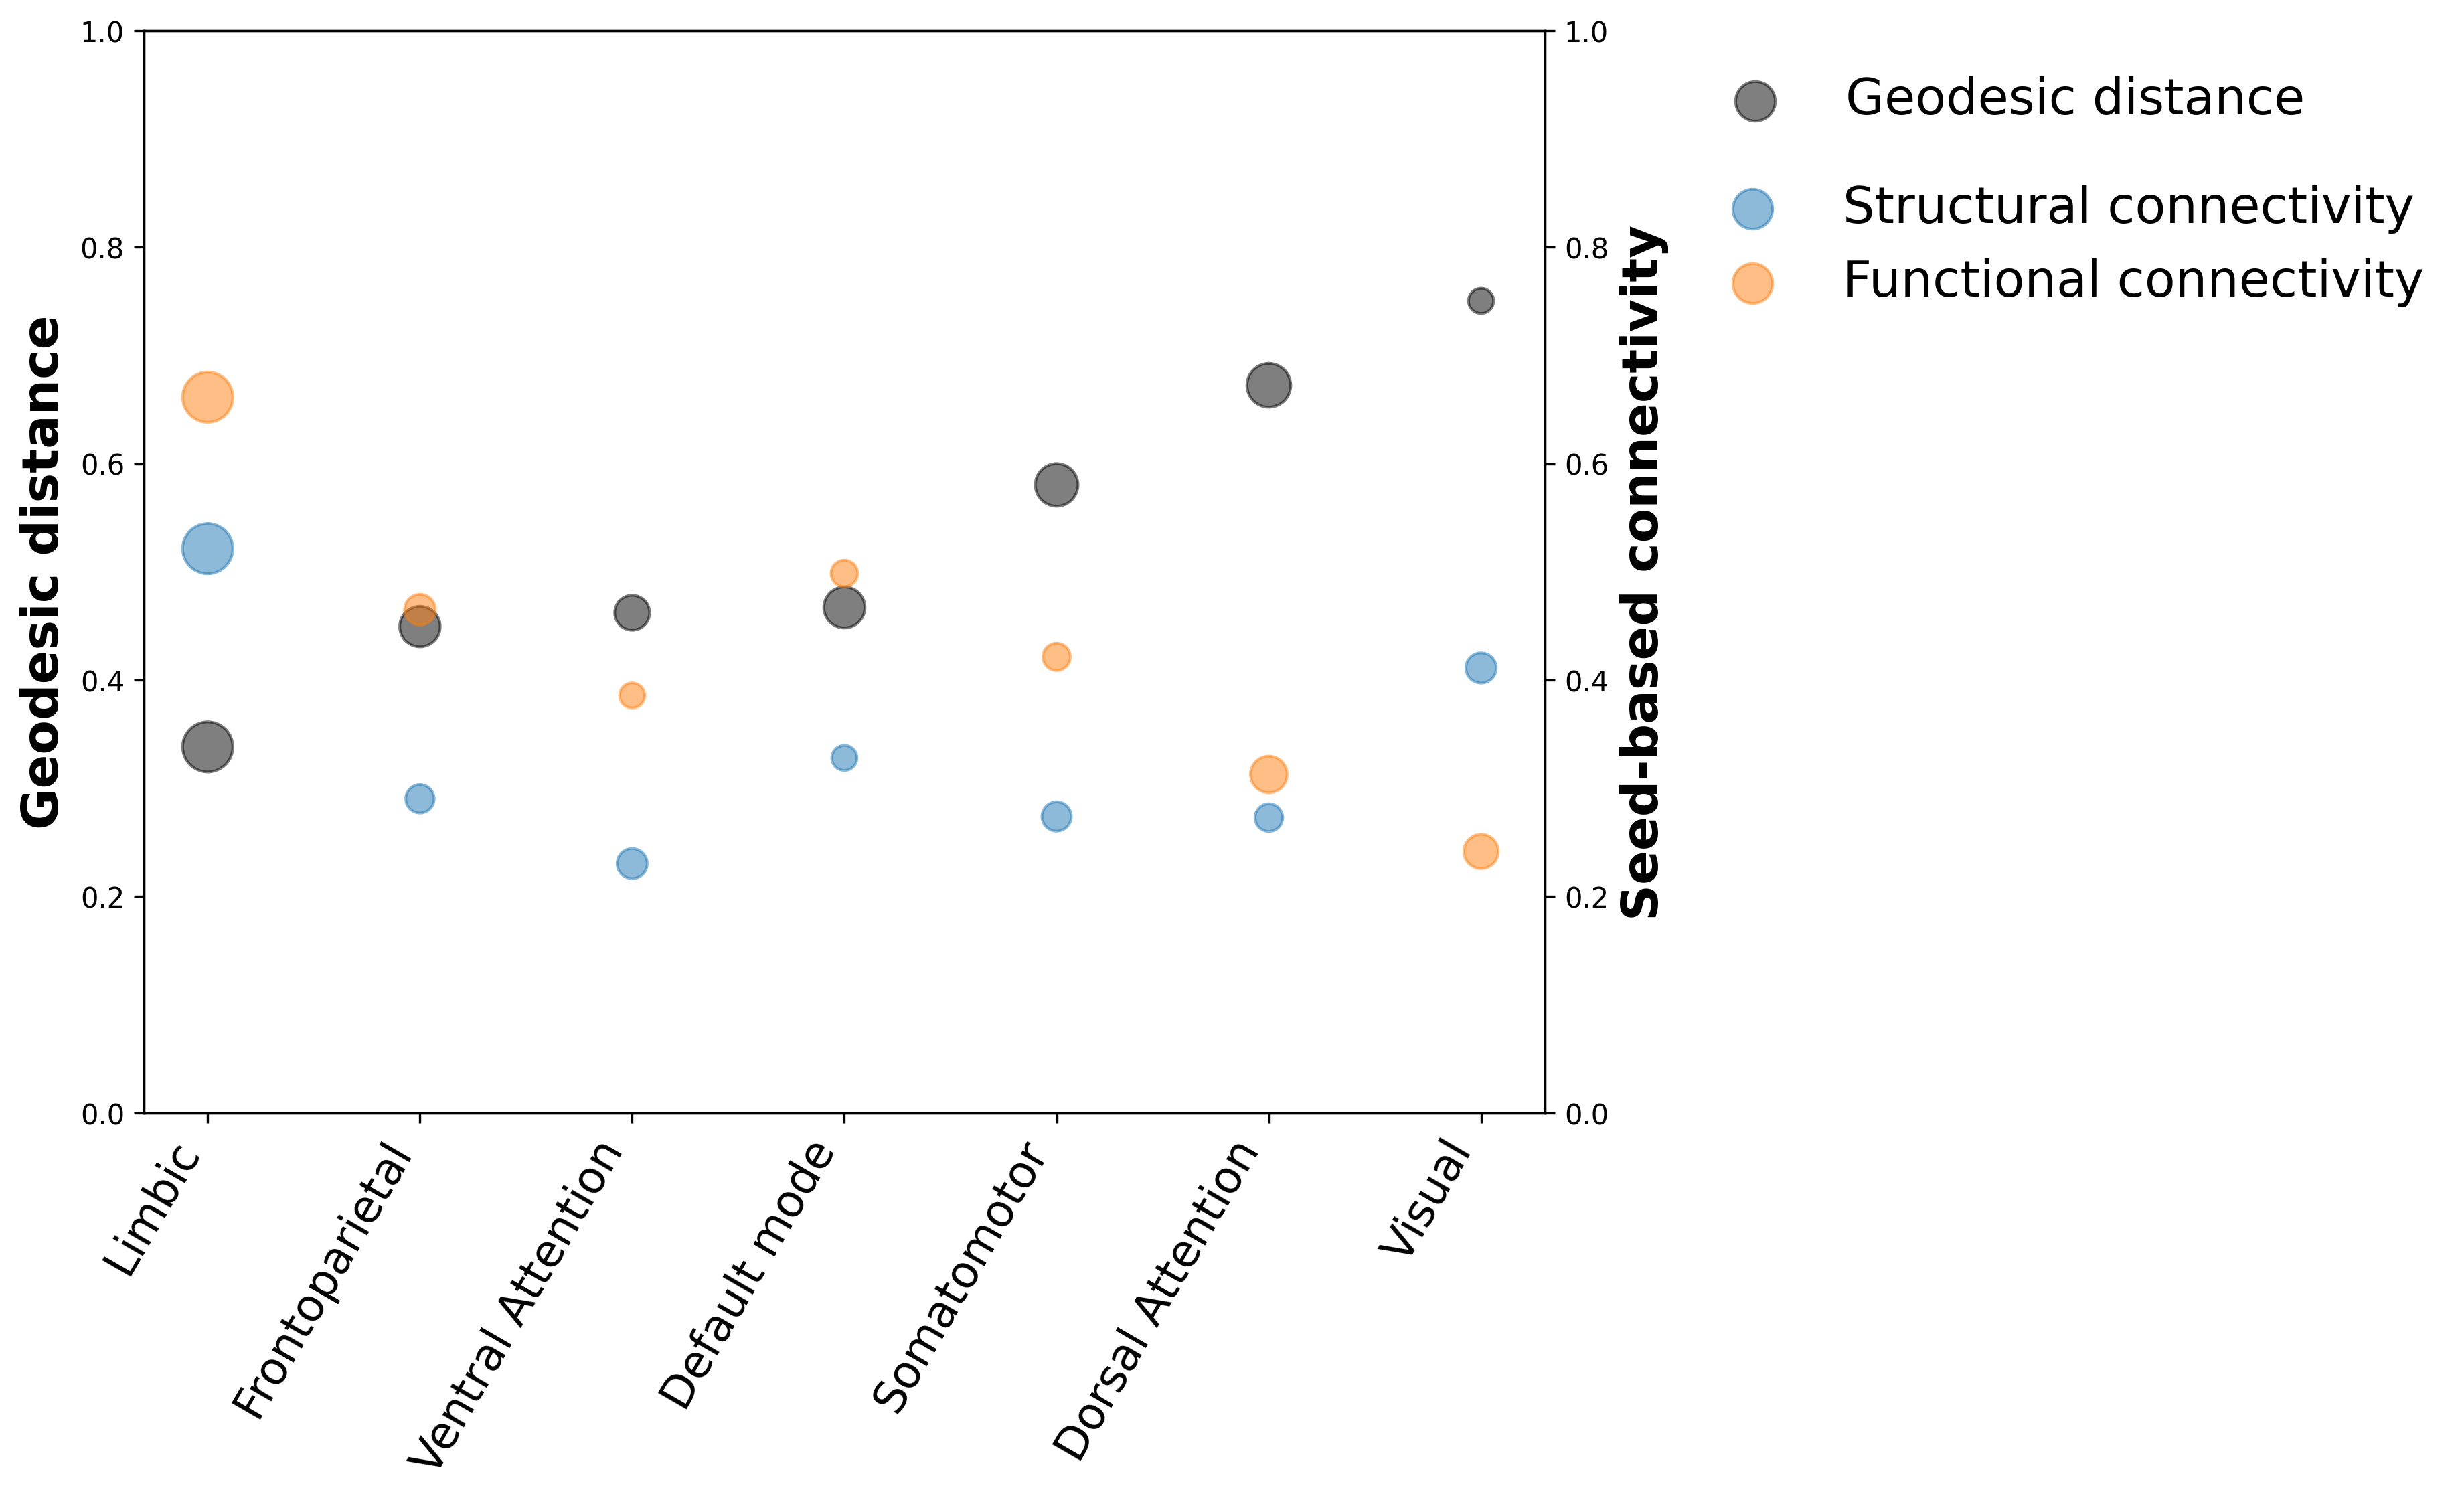 Geodesic distance
1.0
0.8
0.6
0.4
0.2
0.0
Limbic
Frontoparietal
Ventral Attention
Default mode
Somatomotor
Dorsal Attention
Visual
1.0
0.8
0.6
0.4
0.2
0.0
Seed-based connectivity
Geodesic distance
Structural connectivity
Functional connectivity